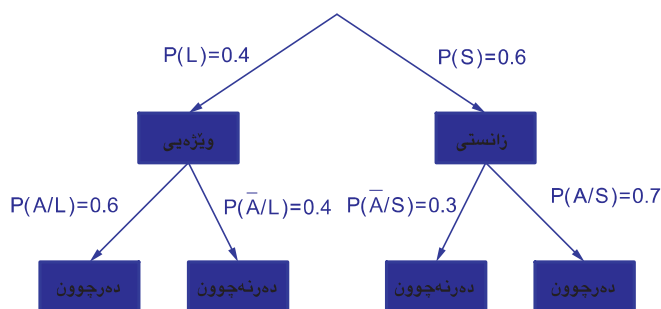 P(L)=0.4 P(S)=0.6
وێژەیی زانستی
P(A/L)=0.6 P(A̅/L)=0.4 P(A̅/S)=0.3 P(A/S)=0.7
دەرچوون دەرنەچوون دەرنەچوون دەرچوون